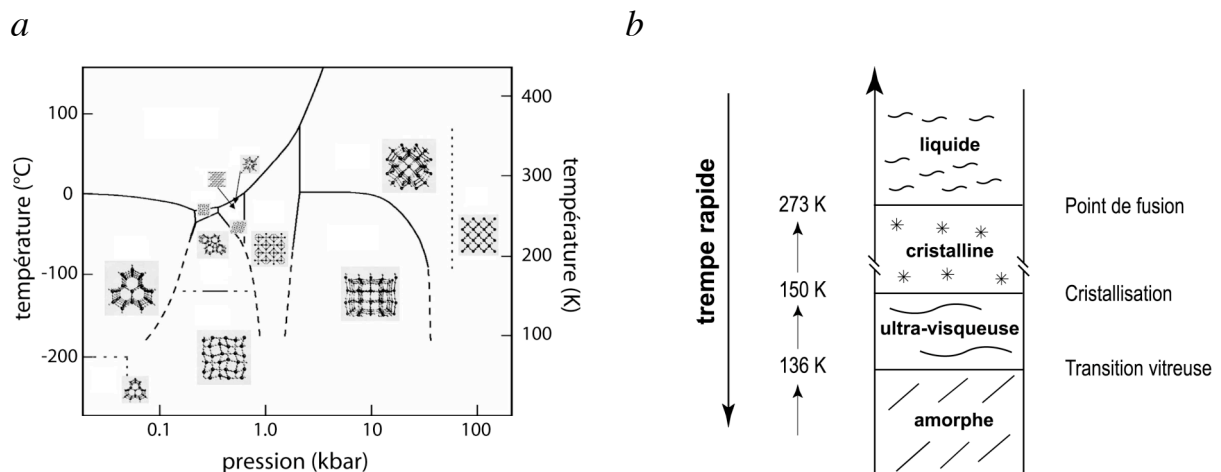 a
température (°C)
100
0
-100
-200
0.1
1.0
10
100
pression (kbar)
400
300
200
100
température (K)
b
trempe rapide
273 K
150 K
136 K
liquide
cristalline
ultra-visqueuse
amorphe
Point de fusion
Cristallisation
Transition vitreuse